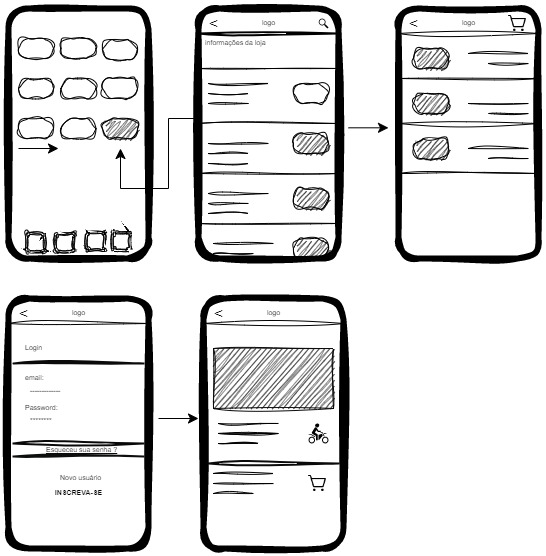 < logo
informações da loja
< logo
< logo
Login
email:
--------------
Password:
--------
Esqueceu sua senha ?
Novo usuário
INSCREVA-SE
< logo